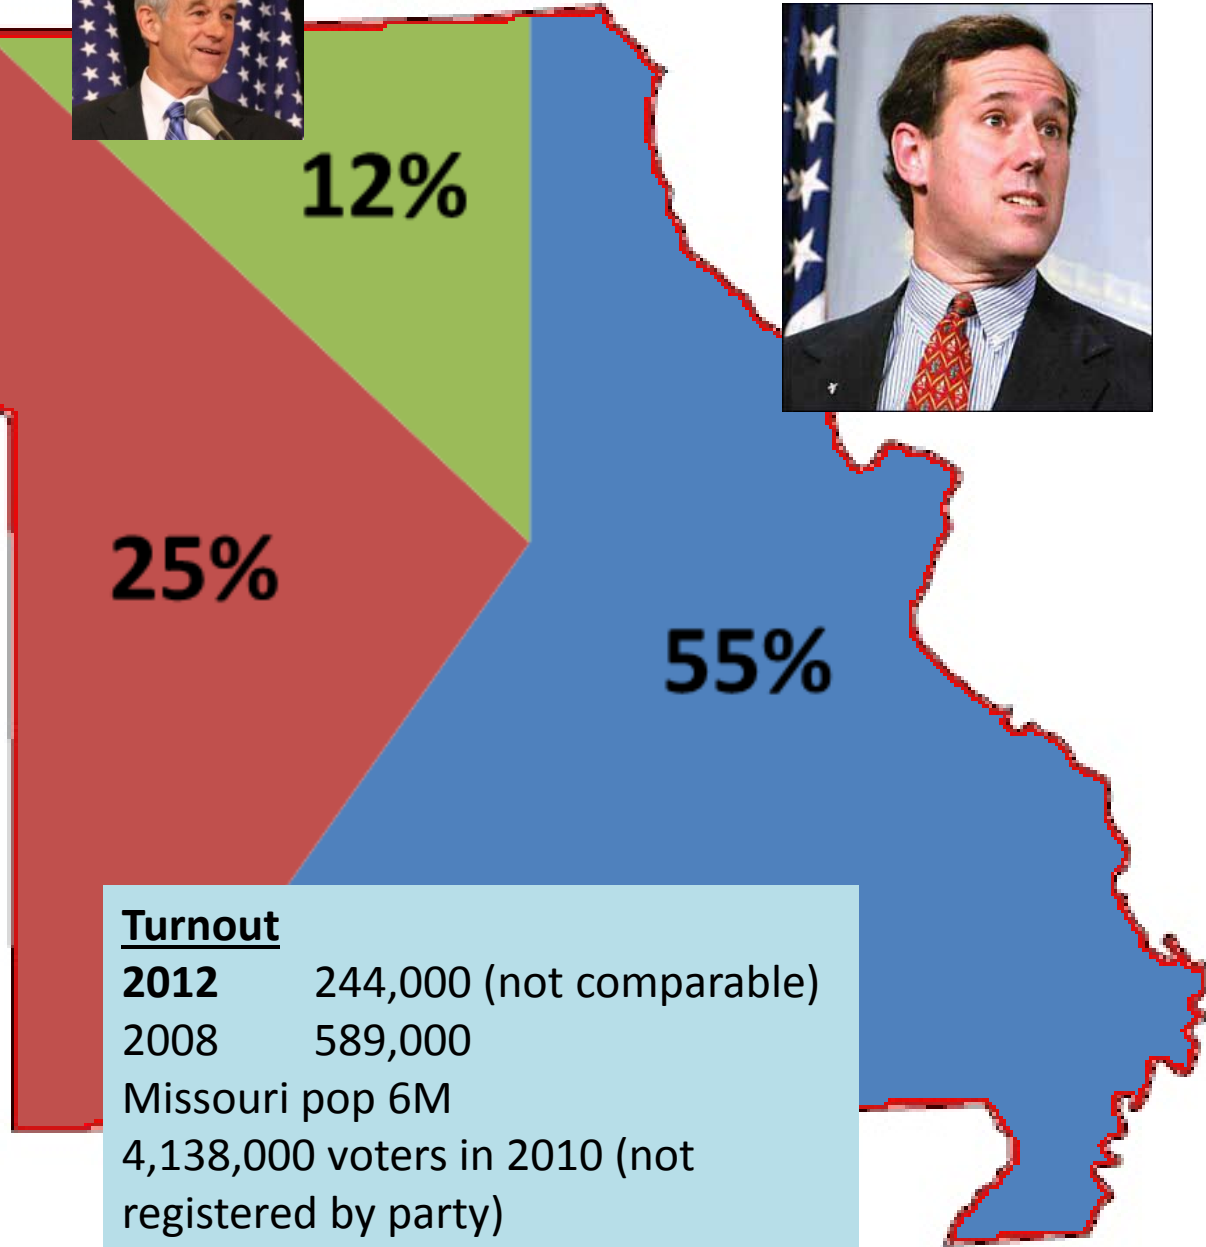 12%
25%
55%
Turnout
2012 244,000 (not comparable)
2008 589,000
Missouri pop 6M
4,138,000 voters in 2010 (not
registered by party)